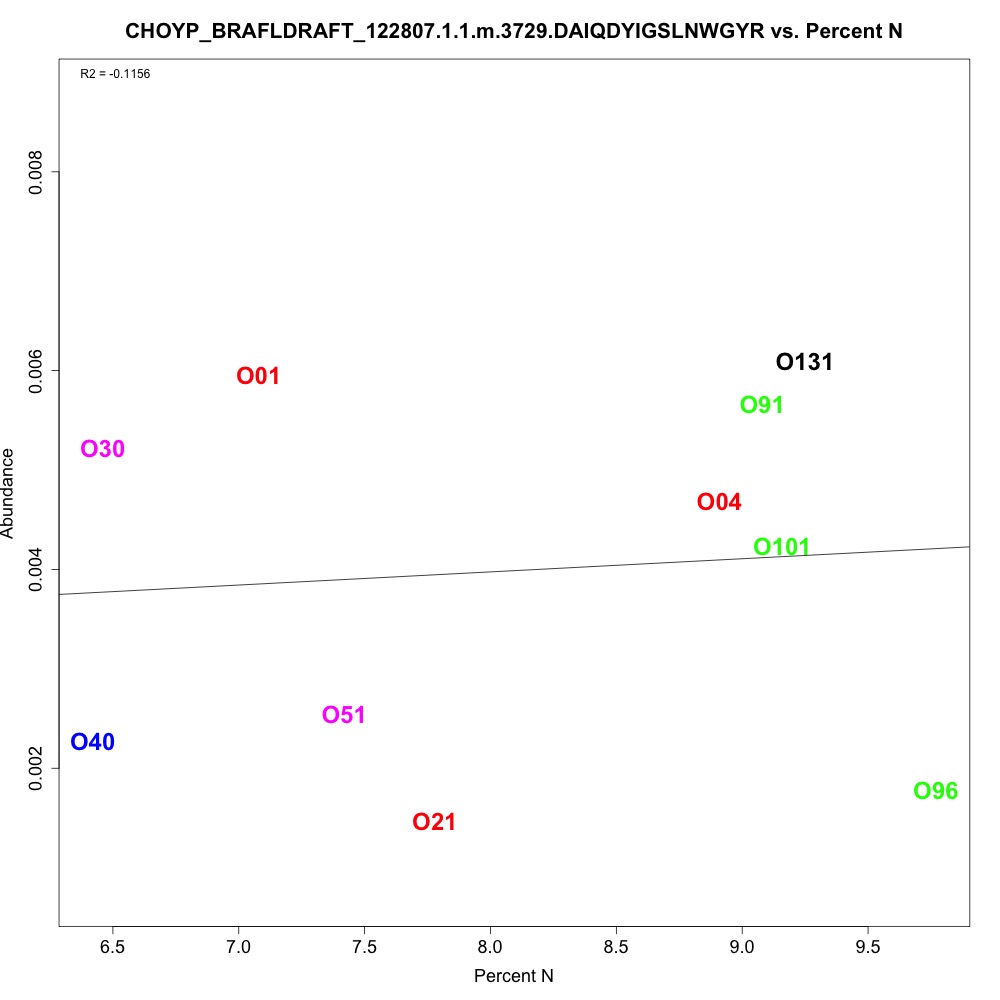 CHOYP_BRAFLDRAFT_122807.1.1.m.3729.DAIQDYIGSLNWGYR vs. Percent N
R2 = -0.1156
0.008
0.006
0.004
0.002
Abundance
O131
O01
O91
O30
O04
O101
O51
O40
O96
O21
6.5 7.0 7.5 8.0 8.5 9.0 9.5
Percent N